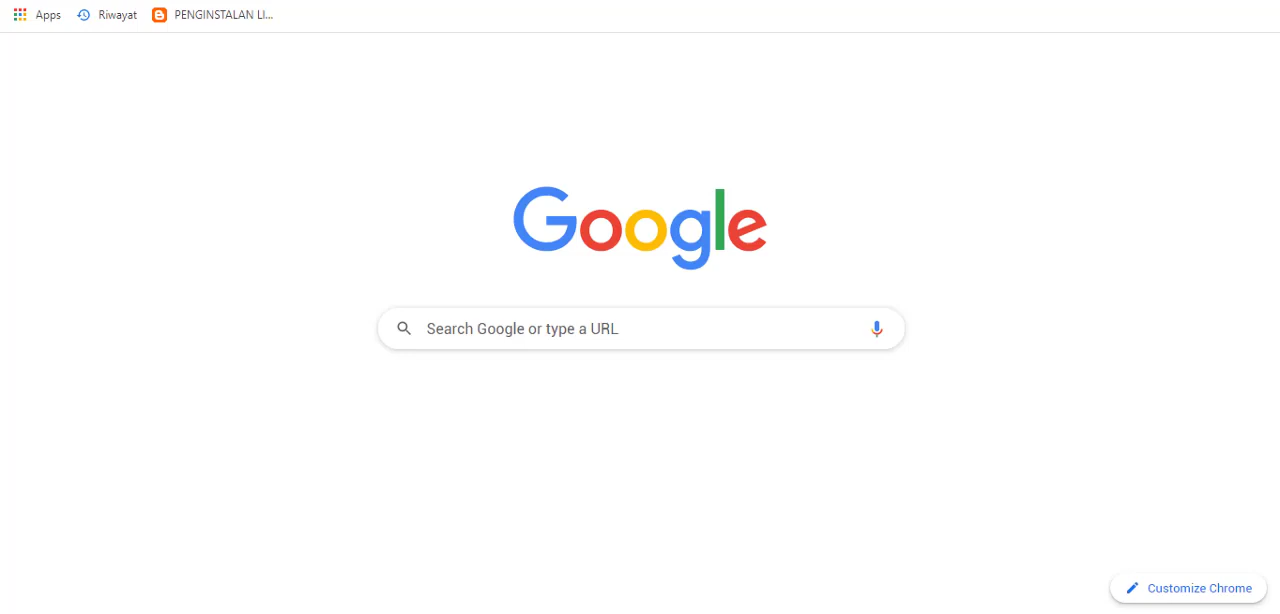 Apps Riwayat PENGINSTALAN LI...
Google
Search Google or type a URL
Customize Chrome